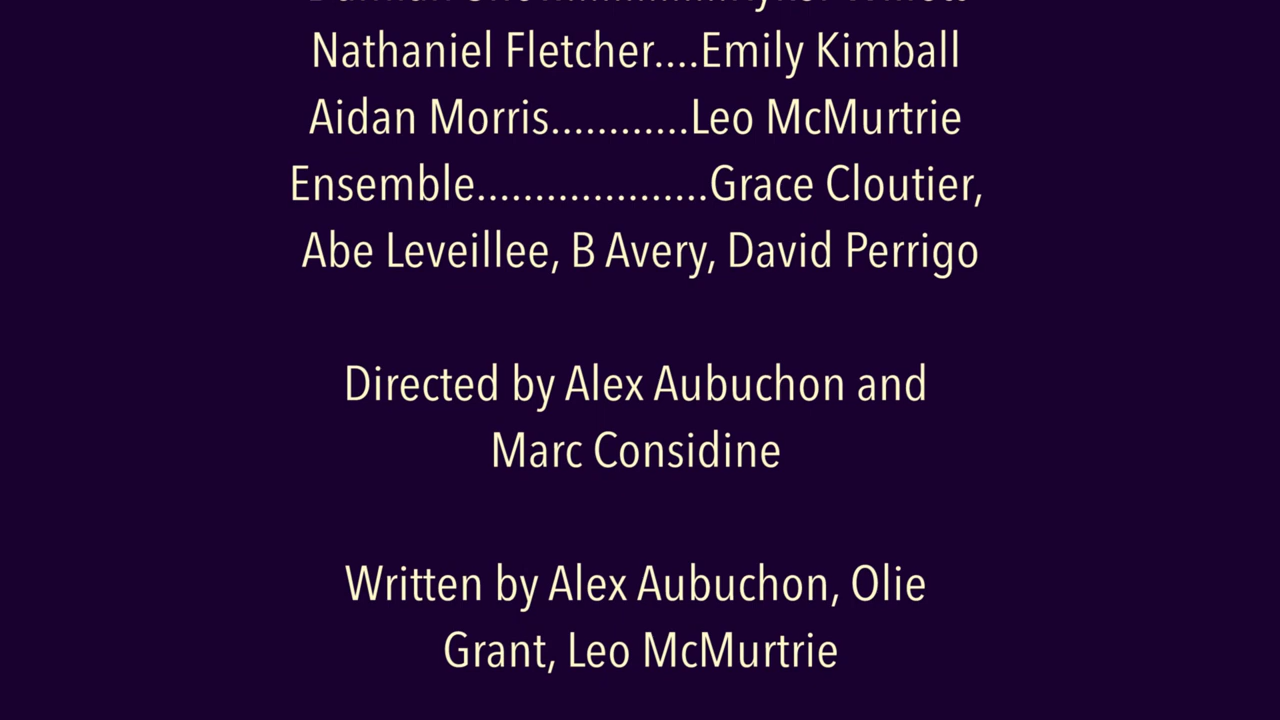 Nathaniel Fletcher....Emily Kimball
Aidan Morris............Leo McMurtrie
Ensemble....................Grace Cloutier,
Abe Leveillee, B Avery, David Perrigo
Directed by Alex Aubuchon and
Marc Considine
Written by Alex Aubuchon, Olie
Grant, Leo McMurtrie